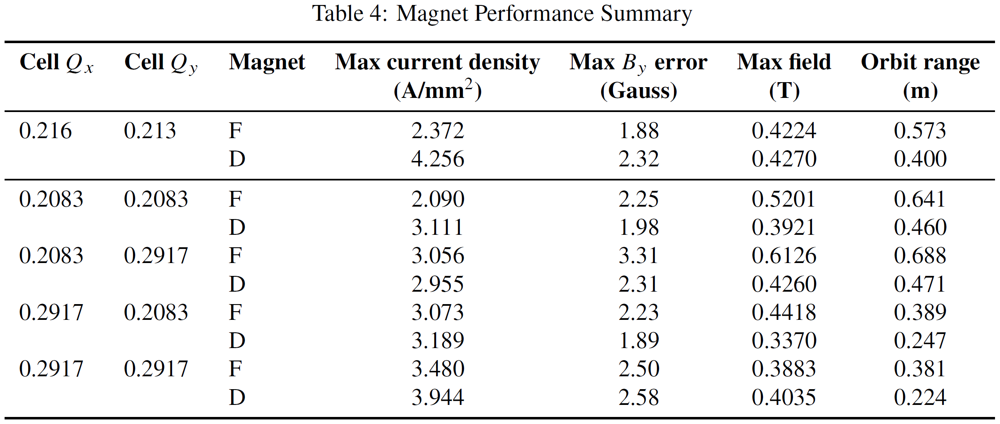 Table 4: Magnet Performance Summary
Cell Qx Cell Qy Magnet Max current density Max By error Max field Orbit range
(A/mm²) (Gauss) (T) (m)
0.216 0.213 F 2.372 1.88 0.4224 0.573
D 4.256 2.32 0.4270 0.400
0.2083 0.2083 F 2.090 2.25 0.5201 0.641
D 3.111 1.98 0.3921 0.460
0.2083 0.2917 F 3.056 3.31 0.6126 0.688
D 2.955 2.31 0.4260 0.471
0.2917 0.2083 F 3.073 2.23 0.4418 0.389
D 3.189 1.89 0.3370 0.247
0.2917 0.2917 F 3.480 2.50 0.3883 0.381
D 3.944 2.58 0.4035 0.224